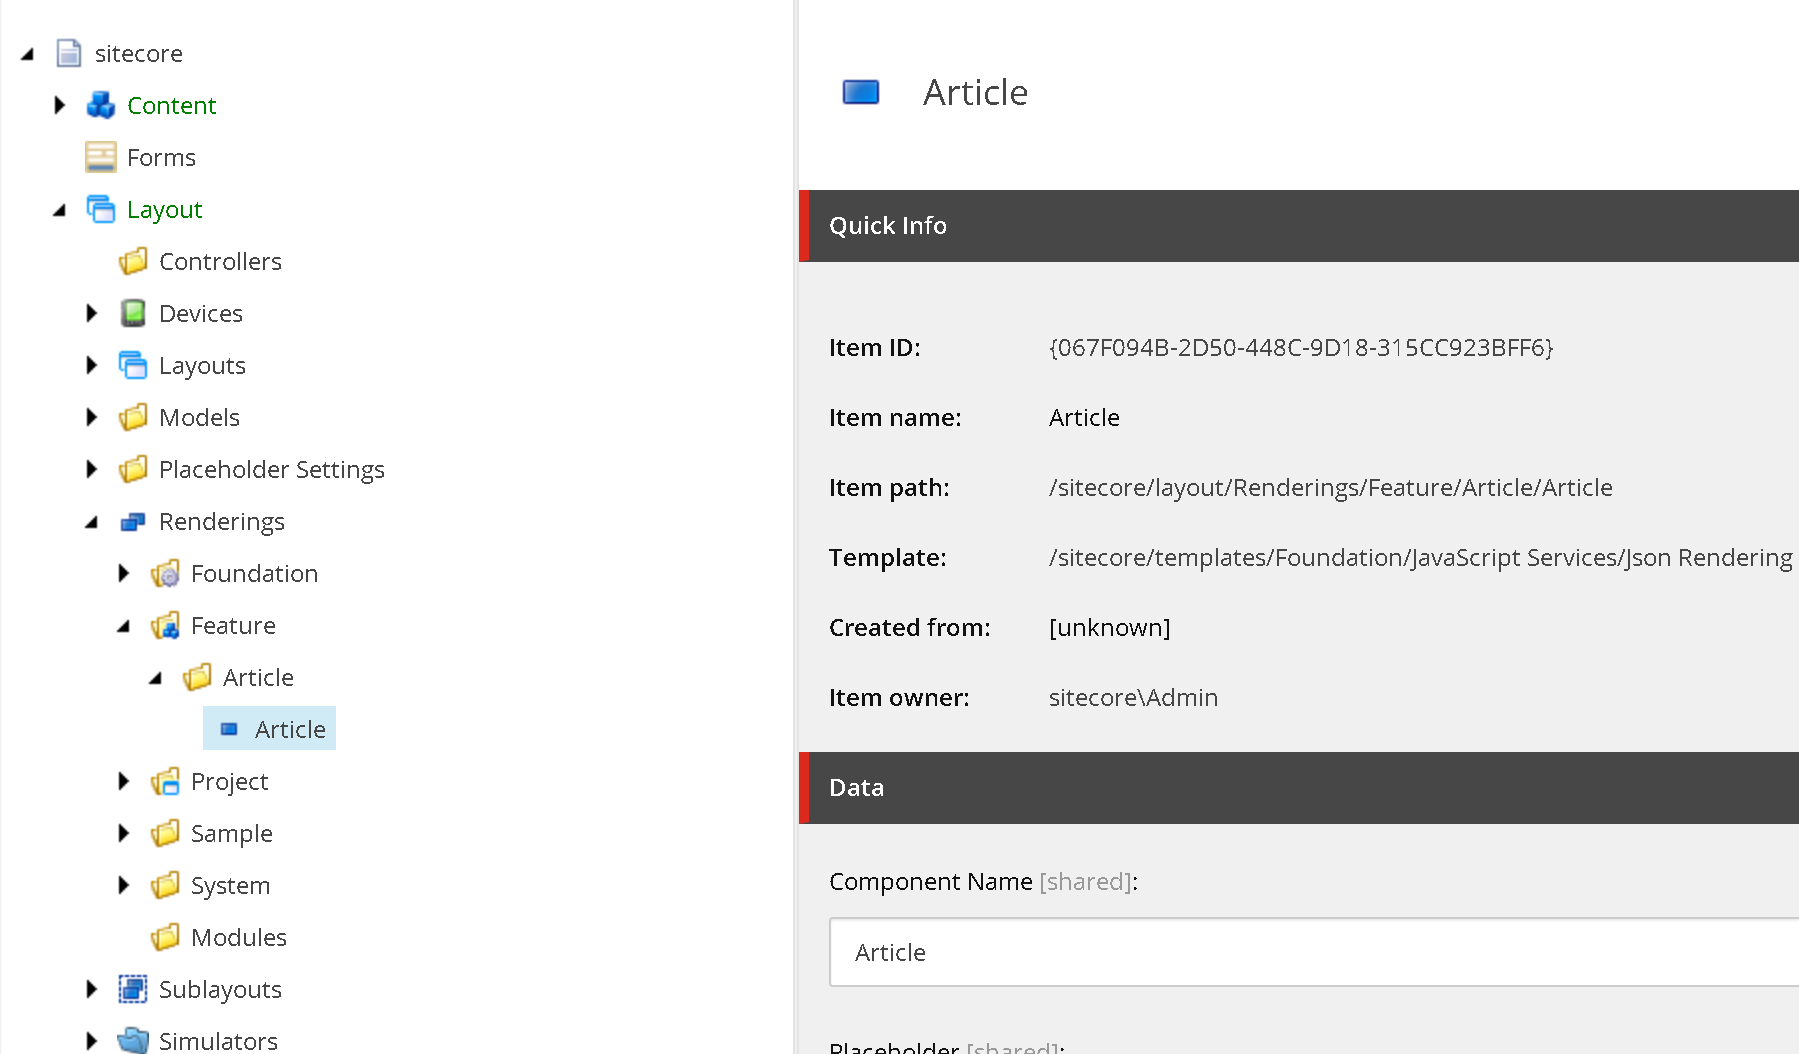 sitecore
Content
Forms
Layout
Controllers
Devices
Layouts
Models
Placeholder Settings
Renderings
Foundation
Feature
Article
Article
Project
Sample
System
Modules
Sublayouts
Simulators
Article
Quick Info
Item ID: {067F094B-2D50-448C-9D18-315CC923BFF6}
Item name: Article
Item path: /sitecore/layout/Renderings/Feature/Article/Article
Template: /sitecore/templates/Foundation/JavaScript Services/Json Rendering
Created from: [unknown]
Item owner: sitecore\Admin
Data
Component Name [shared]:
Article
Placeholder [shared]: